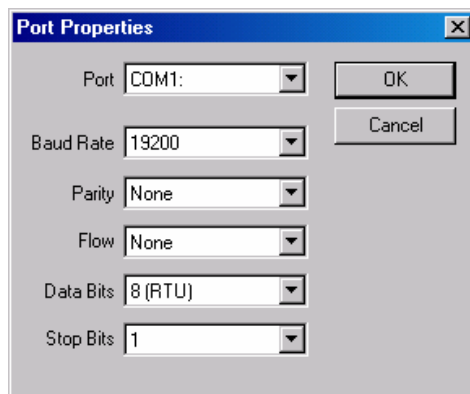 Port Properties
Port COM1: OK
Cancel
Baud Rate 19200
Parity None
Flow None
Data Bits 8 (RTU)
Stop Bits 1